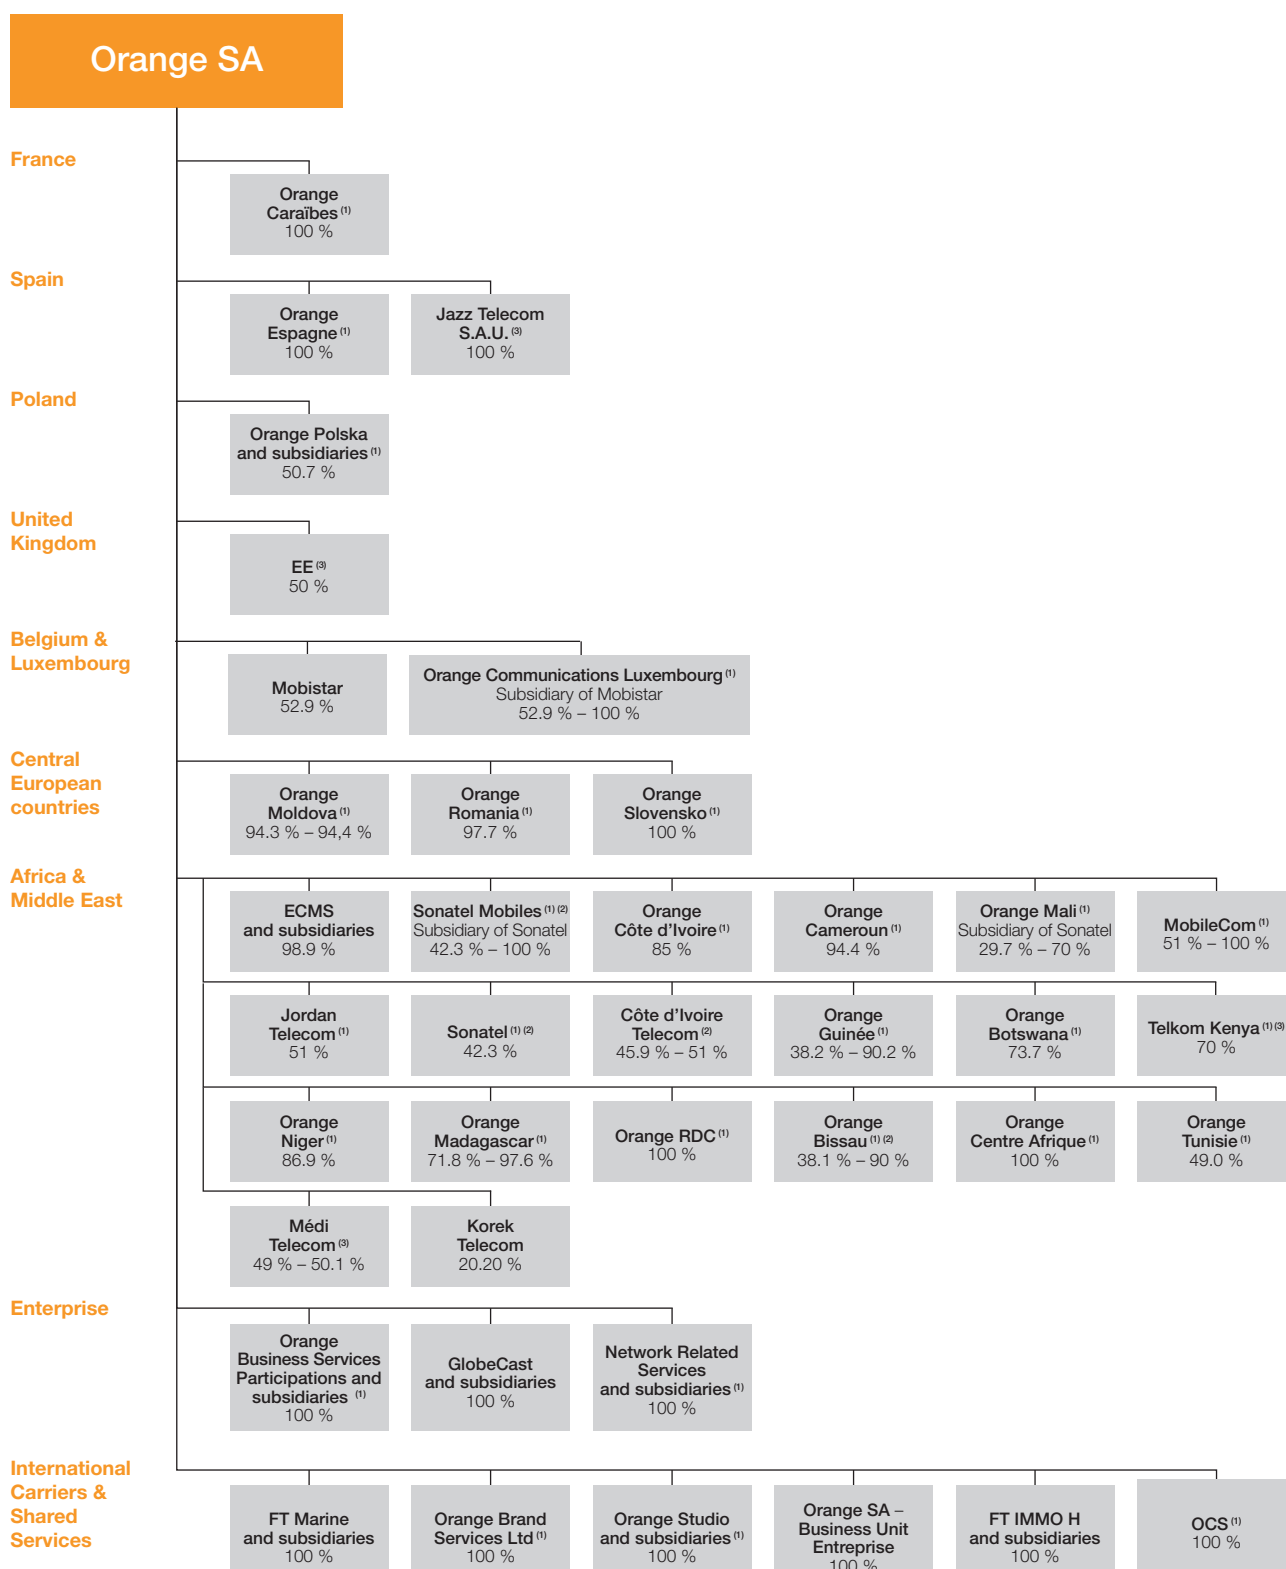 Orange SA
France
Orange
Caraïbes (1)
100 %
Spain
Orange
Espagne (1)
100 %
Jazz Telecom
S.A.U. (3)
100 %
Poland
Orange Polska
and subsidiaries (1)
50.7 %
United
Kingdom
EE (3)
50 %
Belgium &
Luxembourg
Mobistar
52.9 %
Orange Communications Luxembourg (1)
Subsidiary of Mobistar
52.9 % – 100 %
Central
European
countries
Orange
Moldova (1)
94.3 % – 94,4 %
Orange
Romania (1)
97.7 %
Orange
Slovensko (1)
100 %
Africa &
Middle East
ECMS
and subsidiaries
98.9 %
Sonatel Mobiles (1) (2)
Subsidiary of Sonatel
42.3 % – 100 %
Orange
Côte d'Ivoire (1)
85 %
Orange
Cameroun (1)
94.4 %
Orange Mali (1)
Subsidiary of Sonatel
29.7 % – 70 %
MobileCom (1)
51 % – 100 %
Jordan
Telecom (1)
51 %
Sonatel (1) (2)
42.3 %
Côte d'Ivoire
Telecom (2)
45.9 % – 51 %
Orange
Guinée (1)
38.2 % – 90.2 %
Orange
Botswana (1)
73.7 %
Telkom Kenya (1) (3)
70 %
Orange
Niger (1)
86.9 %
Orange
Madagascar (1)
71.8 % – 97.6 %
Orange RDC (1)
100 %
Orange
Bissau (1) (2)
38.1 % – 90 %
Orange
Centre Afrique (1)
100 %
Orange
Tunisie (1)
49.0 %
Médi
Telecom (3)
49 % – 50.1 %
Korek
Telecom
20.20 %
Enterprise
Orange
Business Services
Participations and
subsidiaries (1)
100 %
GlobeCast
and subsidiaries
100 %
Network Related
Services
and subsidiaries (1)
100 %
International
Carriers &
Shared
Services
FT Marine
and subsidiaries
100 %
Orange Brand
Services Ltd (1)
100 %
Orange Studio
and subsidiaries (1)
100 %
Orange SA –
Business Unit
Entreprise
100 %
FT IMMO H
and subsidiaries
100 %
OCS (1)
100 %